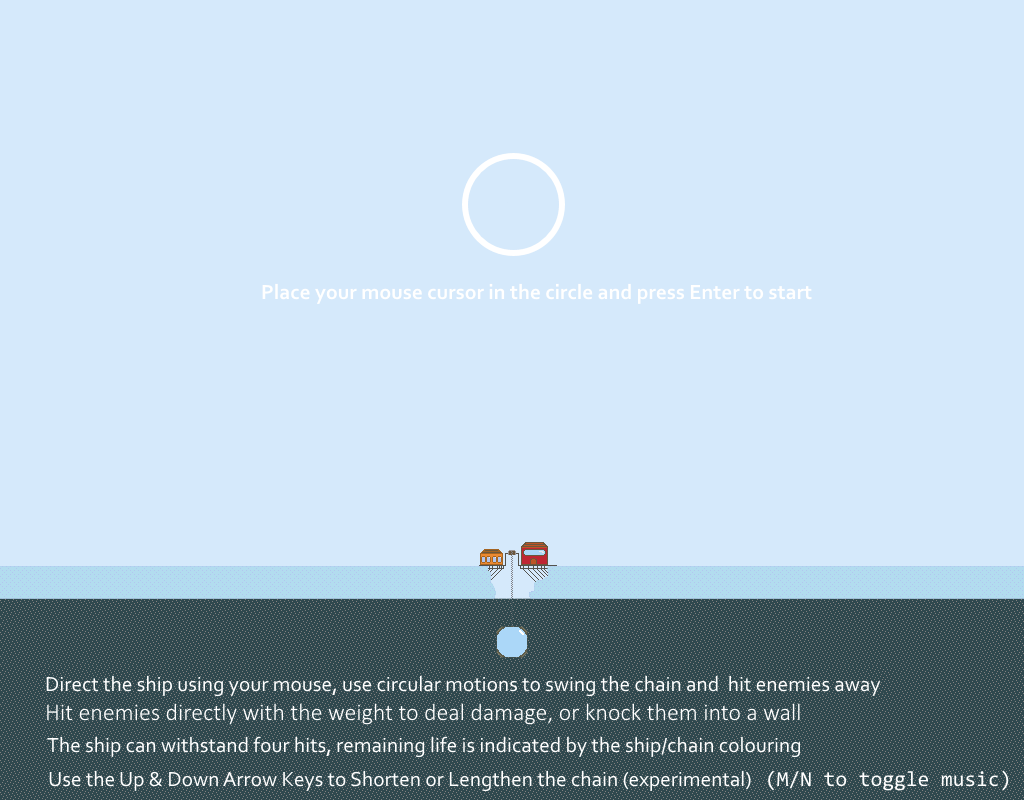 Place your mouse cursor in the circle and press Enter to start
Direct the ship using your mouse, use circular motions to swing the chain and  hit enemies away
Hit enemies directly with the weight to deal damage, or knock them into a wall
The ship can withstand four hits, remaining life is indicated by the ship/chain colouring
Use the Up & Down Arrow Keys to Shorten or Lengthen the chain (experimental) (M/N to toggle music)